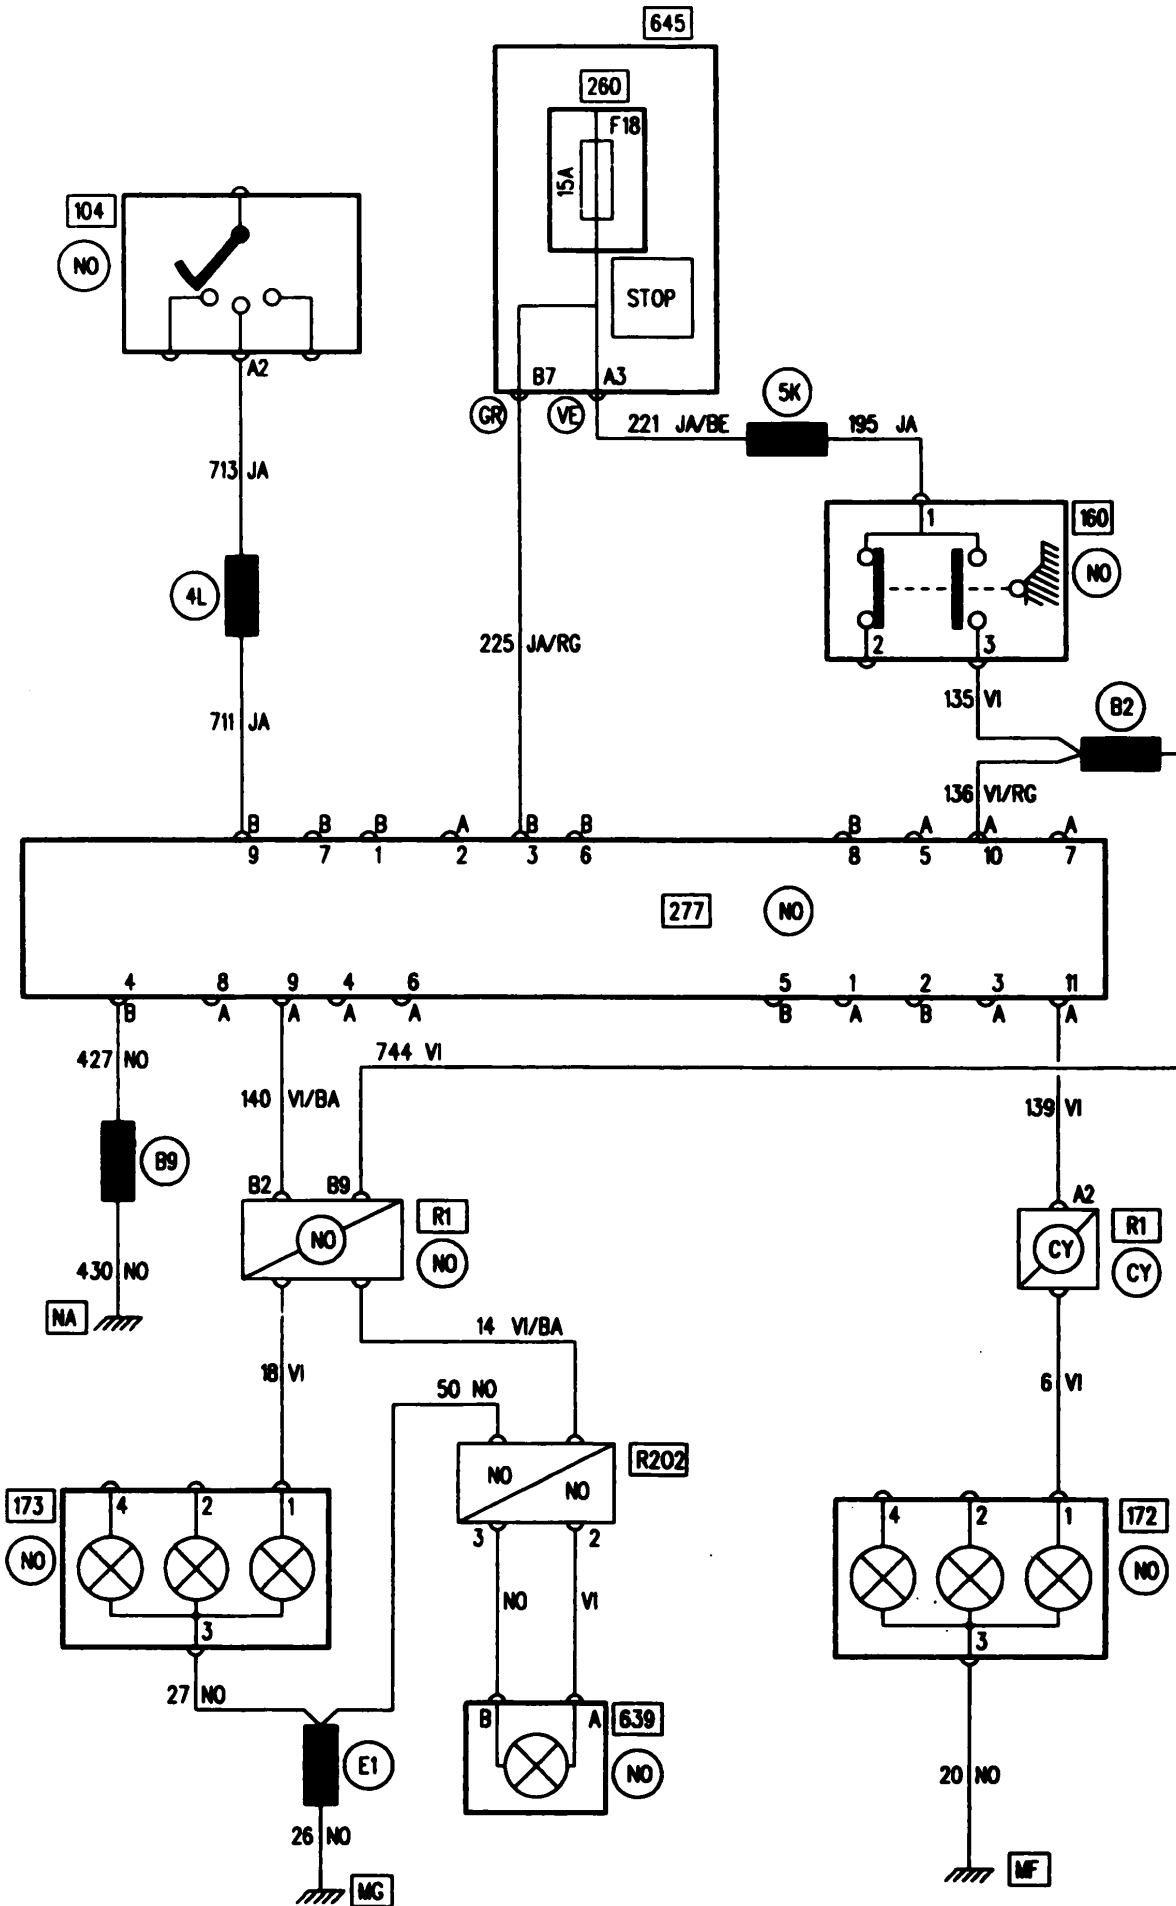 645
260
F18
15A
STOP
104
NO
A2
B7 A3
GR VE
5K
221 JA/BE
195 JA
713 JA
1
160
NO
2 3
4L
225 JA/RG
135 VI
B2
711 JA
136 VI/RG
B B B A B B B A A A
9 7 1 2 3 6 8 5 10 7
277 NO
4 8 9 4 6 5 1 2 3 11
B A A A A B A B A A
427 NO
744 VI
140 VI/BA
139 VI
B9
B2 B9
A2
NO
R1
NO
CY
R1
CY
430 NO
NA
14 VI/BA
18 VI
50 NO
6 VI
NO NO
R202
3 2
173
NO
4 2 1
3
172
NO
4 2 1
3
NO VI
27 NO
B A
639
NO
E1
20 NO
26 NO
MG
MF